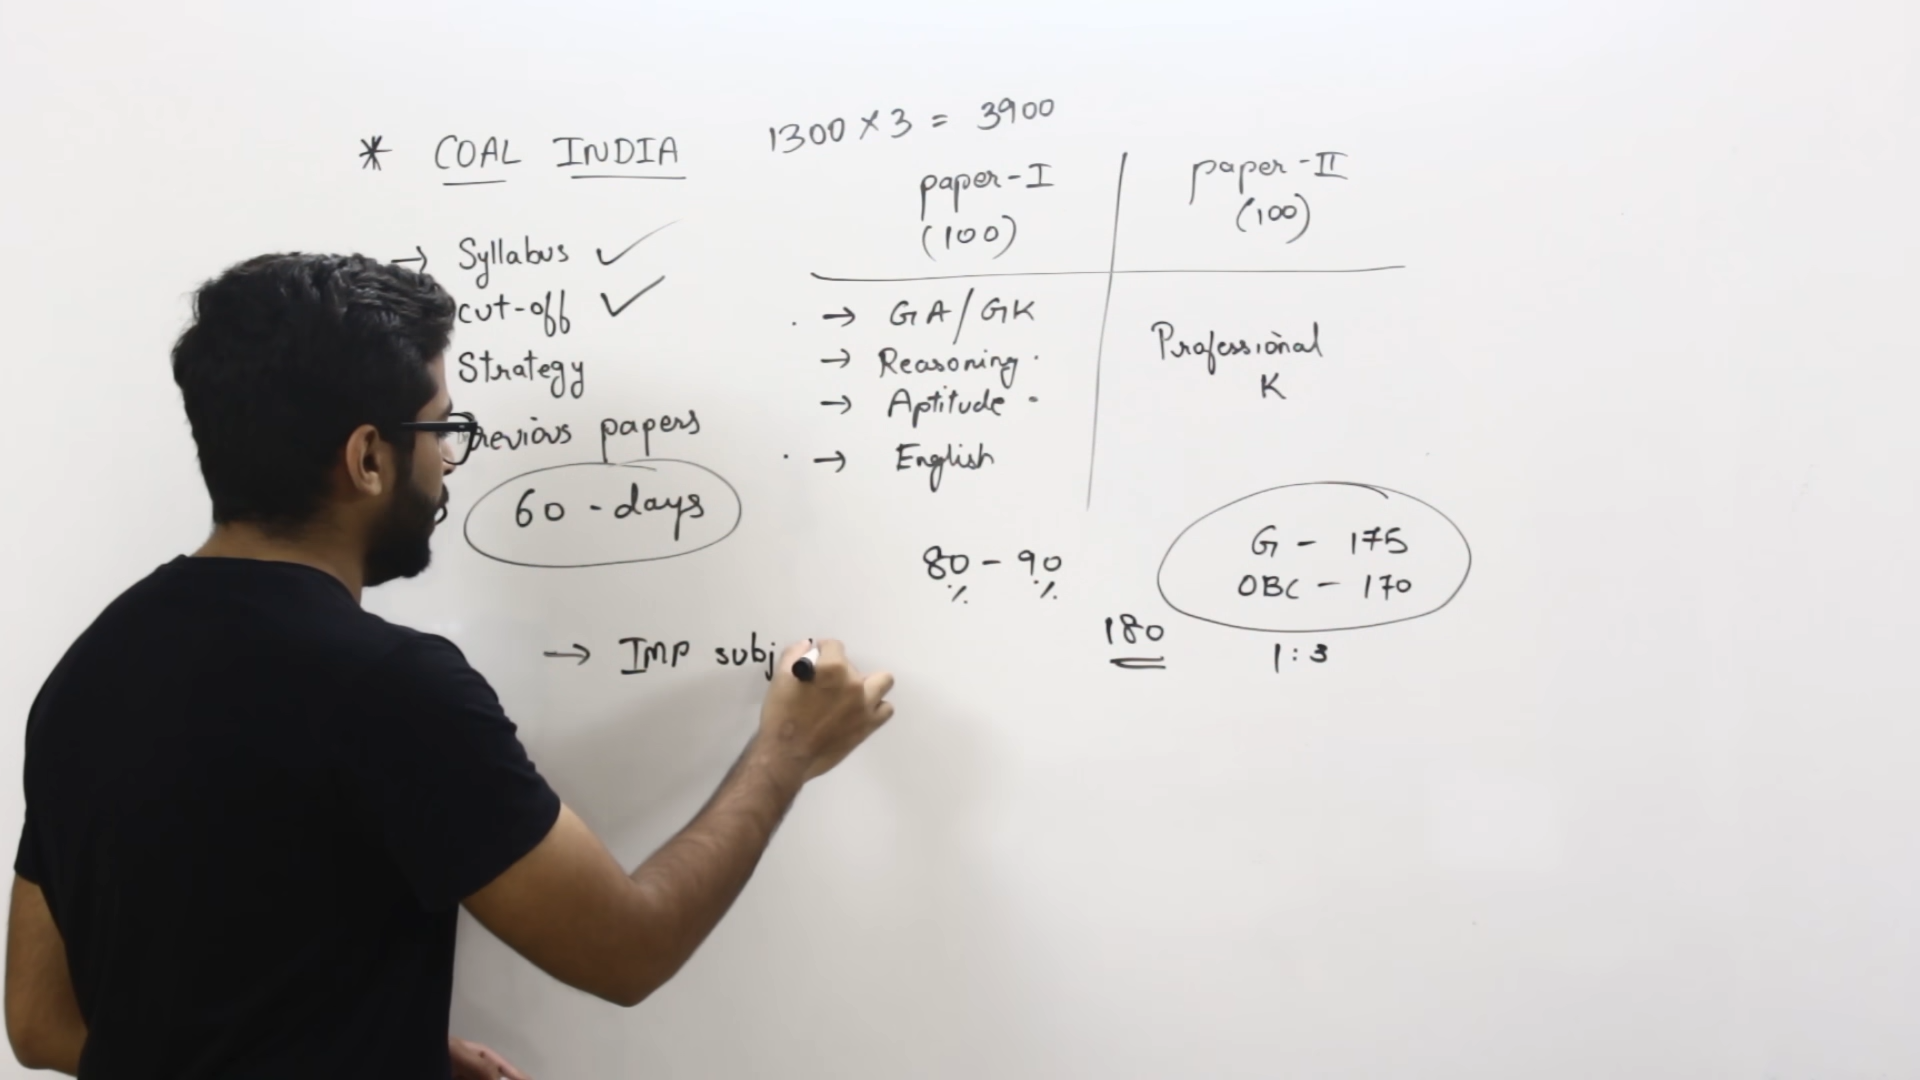 * COAL INDIA
1300 × 3 = 3900
→ Syllabus ✓
cut-off ✓
Strategy
previous papers
60 - days
→ Imp subj
paper - I
(100)
→ GA/GK
→ Reasoning
→ Aptitude
→ English
80 - 90
% %
paper - II
(100)
Professional
K
G - 175
OBC - 170
180
1 : 3